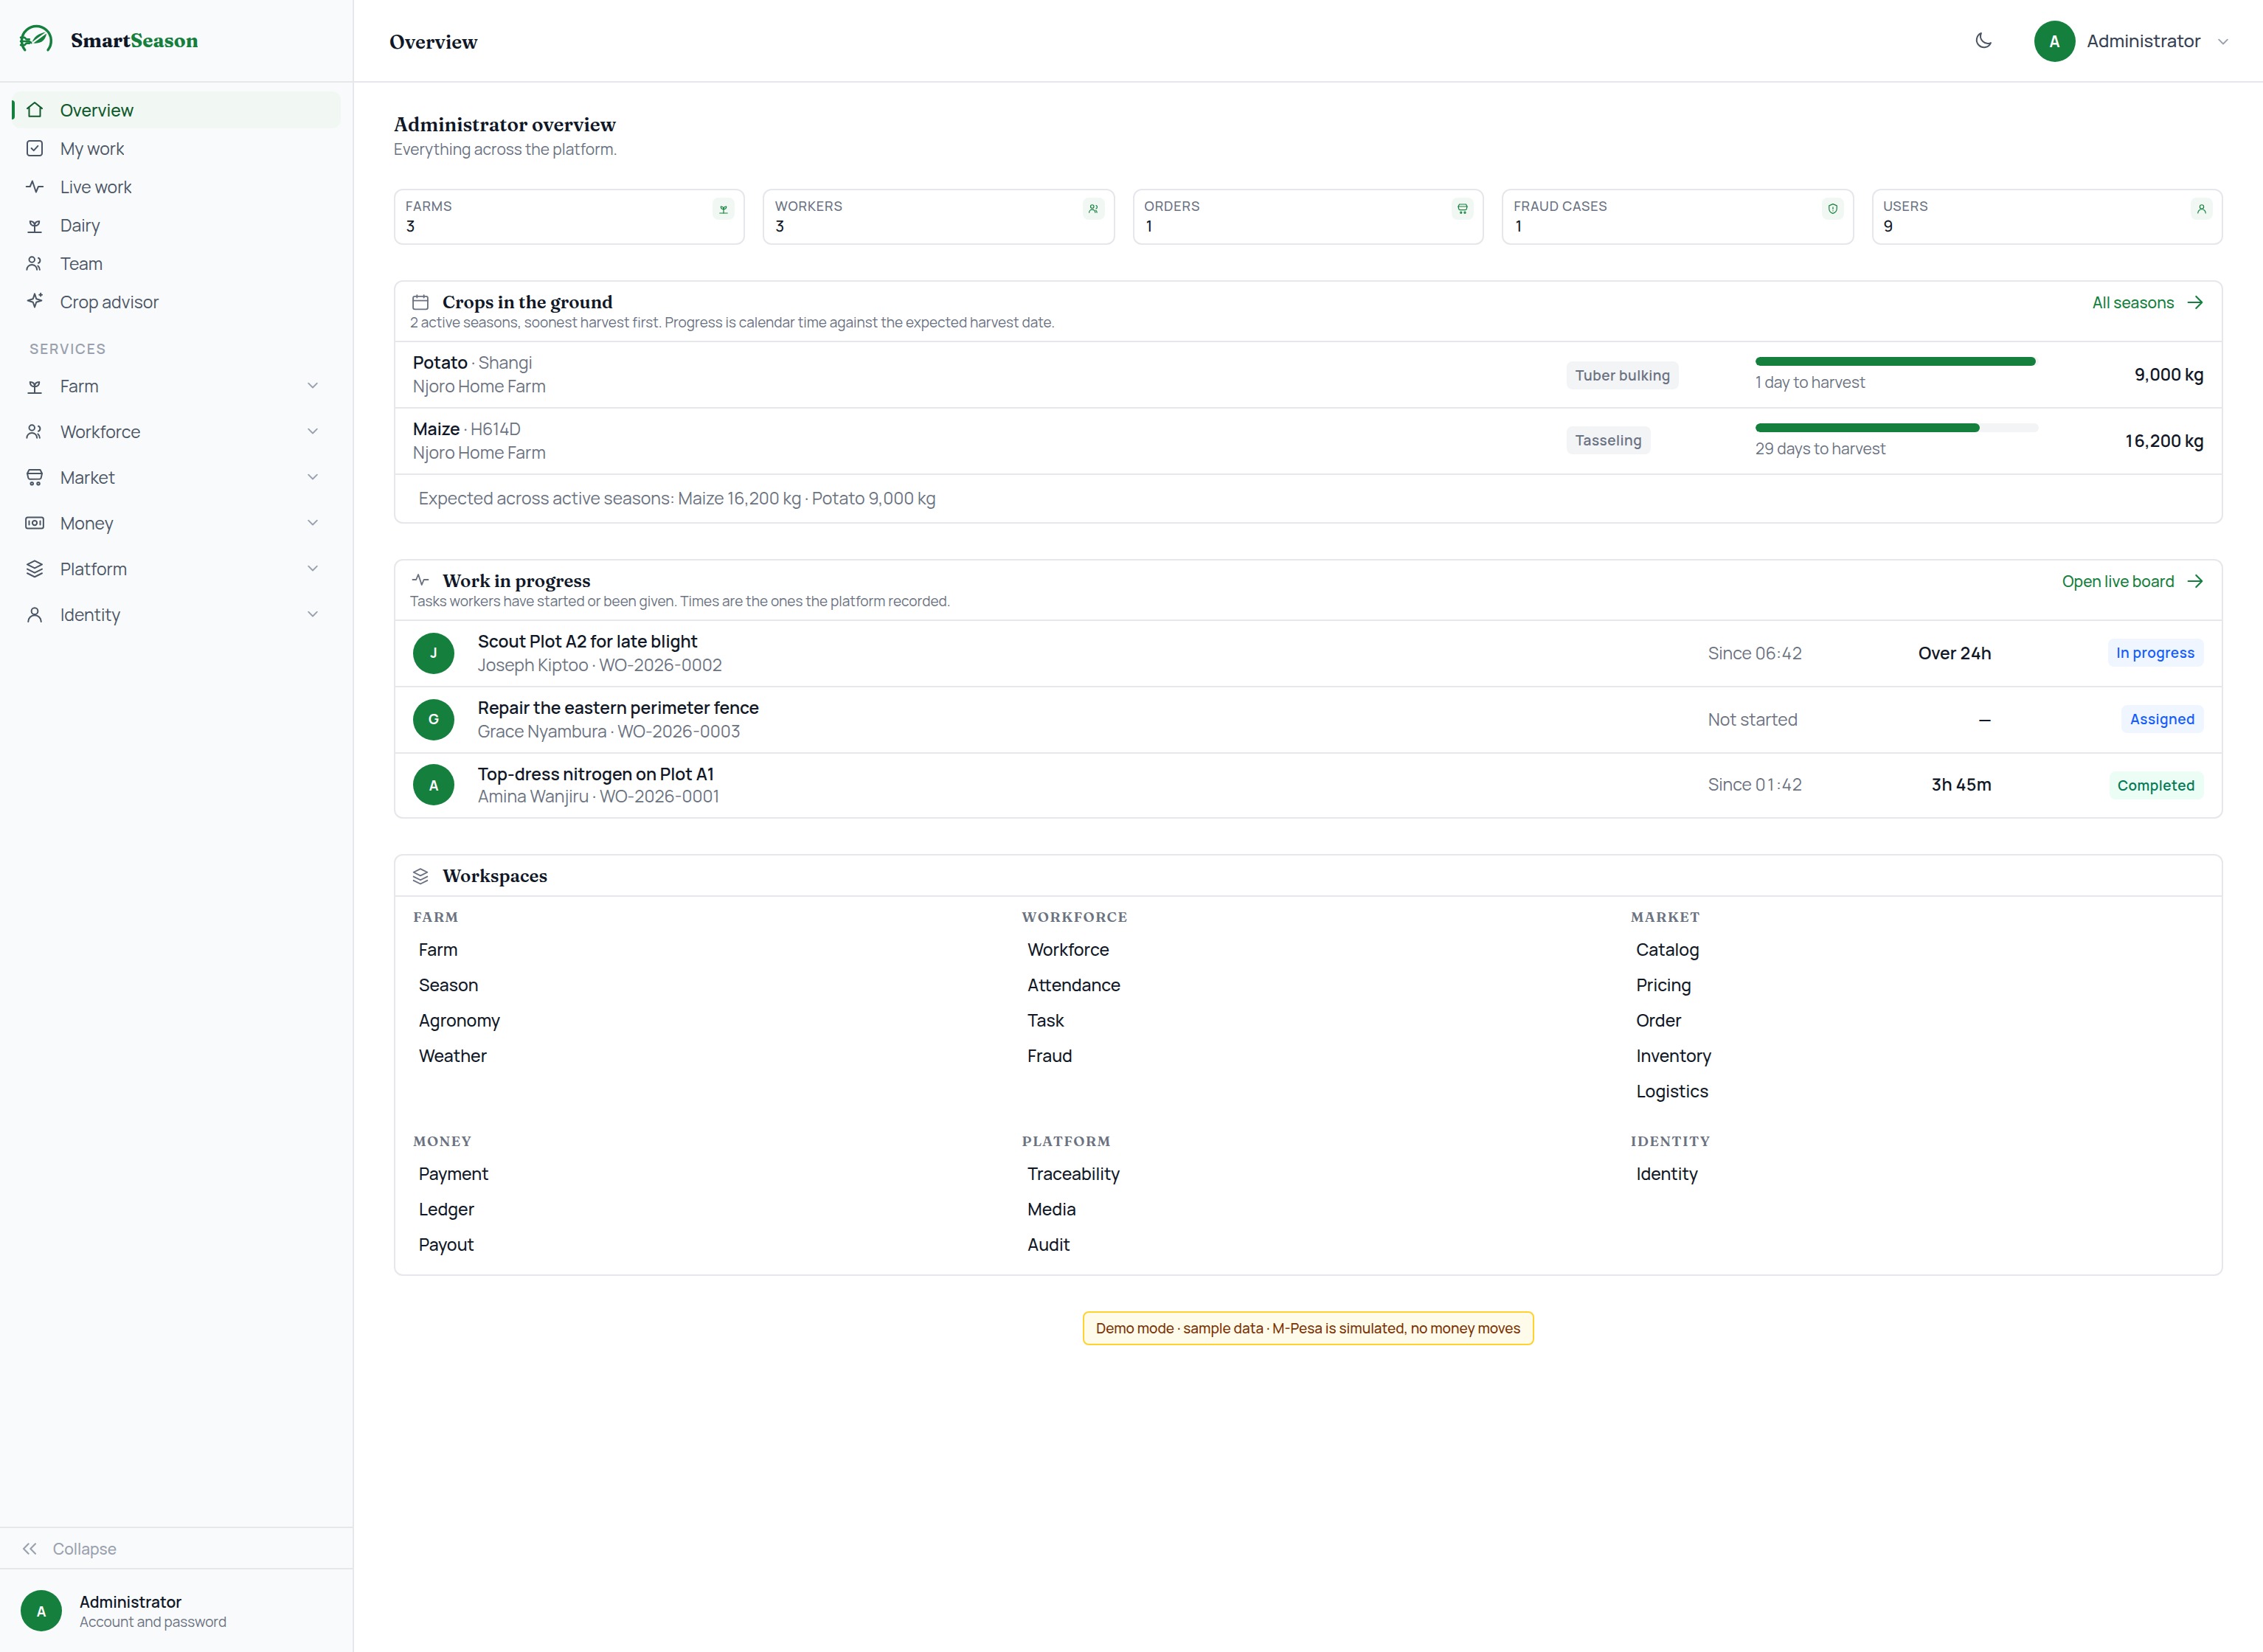 SmartSeason
Overview
My work
Live work
Dairy
Team
Crop advisor
SERVICES
Farm
Workforce
Market
Money
Platform
Identity
Collapse
A
Administrator
Account and password
Overview
A
Administrator
Administrator overview
Everything across the platform.
FARMS
3
WORKERS
3
ORDERS
1
FRAUD CASES
1
USERS
9
Crops in the ground
All seasons
2 active seasons, soonest harvest first. Progress is calendar time against the expected harvest date.
Potato · Shangi
Njoro Home Farm
Tuber bulking
1 day to harvest
9,000 kg
Maize · H614D
Njoro Home Farm
Tasseling
29 days to harvest
16,200 kg
Expected across active seasons: Maize 16,200 kg · Potato 9,000 kg
Work in progress
Open live board
Tasks workers have started or been given. Times are the ones the platform recorded.
J
Scout Plot A2 for late blight
Joseph Kiptoo · WO-2026-0002
Since 06:42
Over 24h
In progress
G
Repair the eastern perimeter fence
Grace Nyambura · WO-2026-0003
Not started
—
Assigned
A
Top-dress nitrogen on Plot A1
Amina Wanjiru · WO-2026-0001
Since 01:42
3h 45m
Completed
Workspaces
FARM
Farm
Season
Agronomy
Weather
WORKFORCE
Workforce
Attendance
Task
Fraud
MARKET
Catalog
Pricing
Order
Inventory
Logistics
MONEY
Payment
Ledger
Payout
PLATFORM
Traceability
Media
Audit
IDENTITY
Identity
Demo mode · sample data · M-Pesa is simulated, no money moves